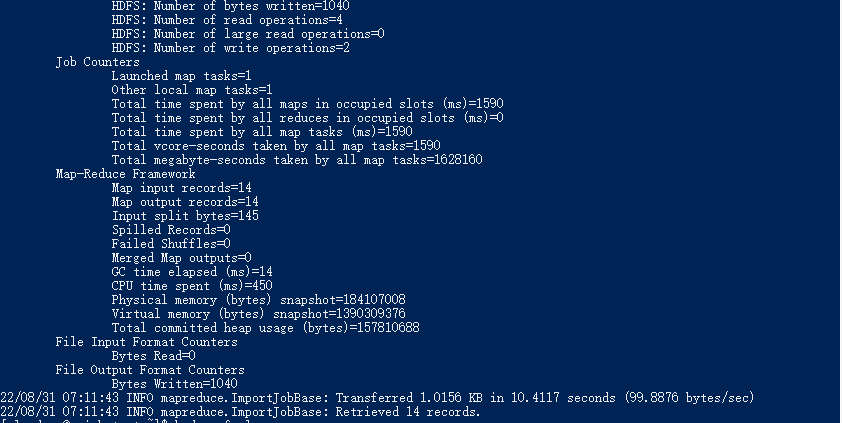 HDFS: Number of bytes written=1040
HDFS: Number of read operations=4
HDFS: Number of large read operations=0
HDFS: Number of write operations=2
Job Counters
Launched map tasks=1
Other local map tasks=1
Total time spent by all maps in occupied slots (ms)=1590
Total time spent by all reduces in occupied slots (ms)=0
Total time spent by all map tasks (ms)=1590
Total vcore-seconds taken by all map tasks=1590
Total megabyte-seconds taken by all map tasks=1628160
Map-Reduce Framework
Map input records=14
Map output records=14
Input split bytes=145
Spilled Records=0
Failed Shuffles=0
Merged Map outputs=0
GC time elapsed (ms)=14
CPU time spent (ms)=450
Physical memory (bytes) snapshot=184107008
Virtual memory (bytes) snapshot=1390309376
Total committed heap usage (bytes)=157810688
File Input Format Counters
Bytes Read=0
File Output Format Counters
Bytes Written=1040
22/08/31 07:11:43 INFO mapreduce.ImportJobBase: Transferred 1.0156 KB in 10.4117 seconds (99.8876 bytes/sec)
22/08/31 07:11:43 INFO mapreduce.ImportJobBase: Retrieved 14 records.